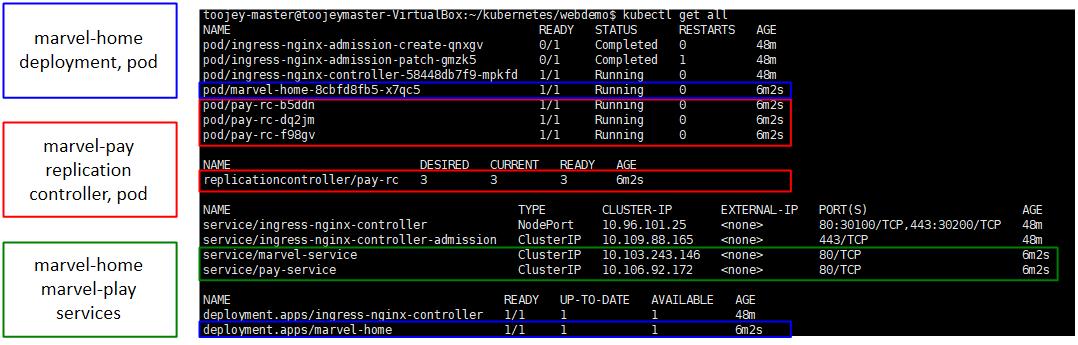 marvel-home
deployment, pod
marvel-pay
replication
controller, pod
marvel-home
marvel-play
services
toojey-master@toojeymaster-VirtualBox:~/kubernetes/webdemo$ kubectl get all
NAME READY STATUS RESTARTS AGE
pod/ingress-nginx-admission-create-qnxgv 0/1 Completed 0 48m
pod/ingress-nginx-admission-patch-gmzk5 0/1 Completed 1 48m
pod/ingress-nginx-controller-58448db7f9-mpkfd 1/1 Running 0 48m
pod/marvel-home-8cbfd8fb5-x7qc5 1/1 Running 0 6m2s
pod/pay-rc-b5ddn 1/1 Running 0 6m2s
pod/pay-rc-dq2jm 1/1 Running 0 6m2s
pod/pay-rc-f98gv 1/1 Running 0 6m2s
NAME DESIRED CURRENT READY AGE
replicationcontroller/pay-rc 3 3 3 6m2s
NAME TYPE CLUSTER-IP EXTERNAL-IP PORT(S) AGE
service/ingress-nginx-controller NodePort 10.96.101.25 <none> 80:30100/TCP,443:30200/TCP 48m
service/ingress-nginx-controller-admission ClusterIP 10.109.88.165 <none> 443/TCP 48m
service/marvel-service ClusterIP 10.103.243.146 <none> 80/TCP 6m2s
service/pay-service ClusterIP 10.106.92.172 <none> 80/TCP 6m2s
NAME READY UP-TO-DATE AVAILABLE AGE
deployment.apps/ingress-nginx-controller 1/1 1 1 48m
deployment.apps/marvel-home 1/1 1 1 6m2s